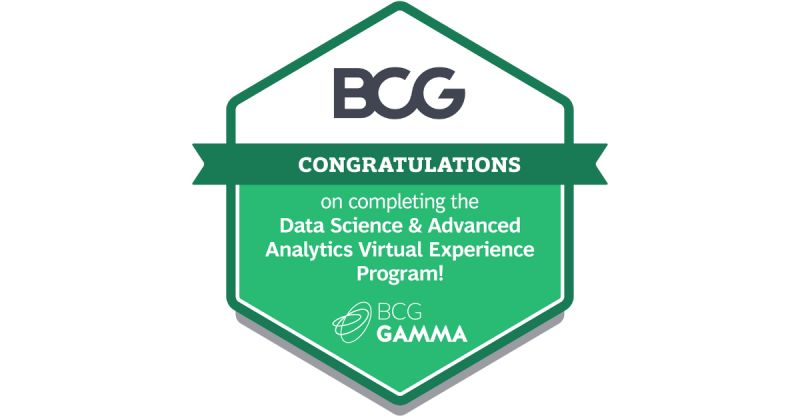 BCG
CONGRATULATIONS
on completing the
Data Science & Advanced
Analytics Virtual Experience
Program!
BCG
GAMMA